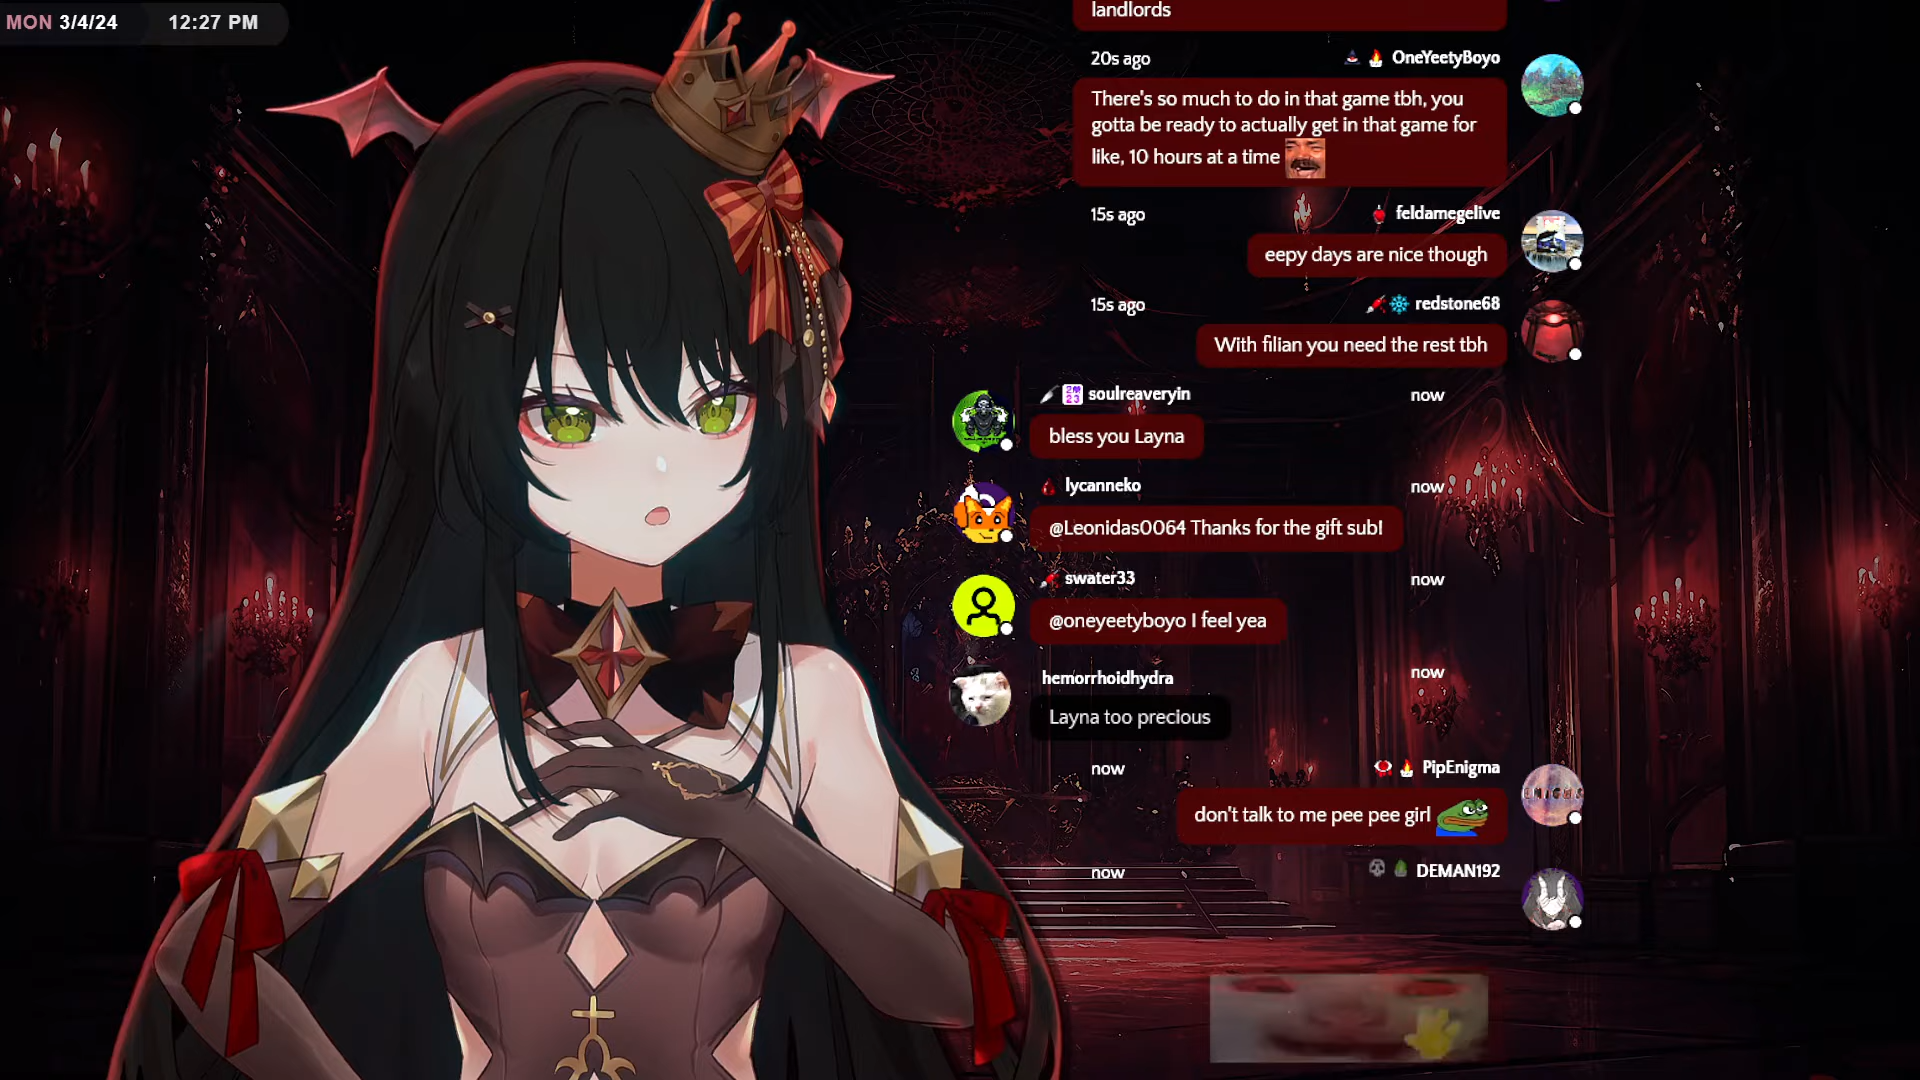 MON 3/4/24 12:27 PM
landlords
20s ago OneYeetyBoyo
There's so much to do in that game tbh, you
gotta be ready to actually get in that game for
like, 10 hours at a time
15s ago feldamegelive
eepy days are nice though
15s ago redstone68
With filian you need the rest tbh
soulreaveryin now
bless you Layna
lycanneko now
@Leonidas0064 Thanks for the gift sub!
swater33 now
@oneyeetyboyo I feel yea
hemorrhoidhydra now
Layna too precious
now PipEnigma
don't talk to me pee pee girl
now DEMAN192